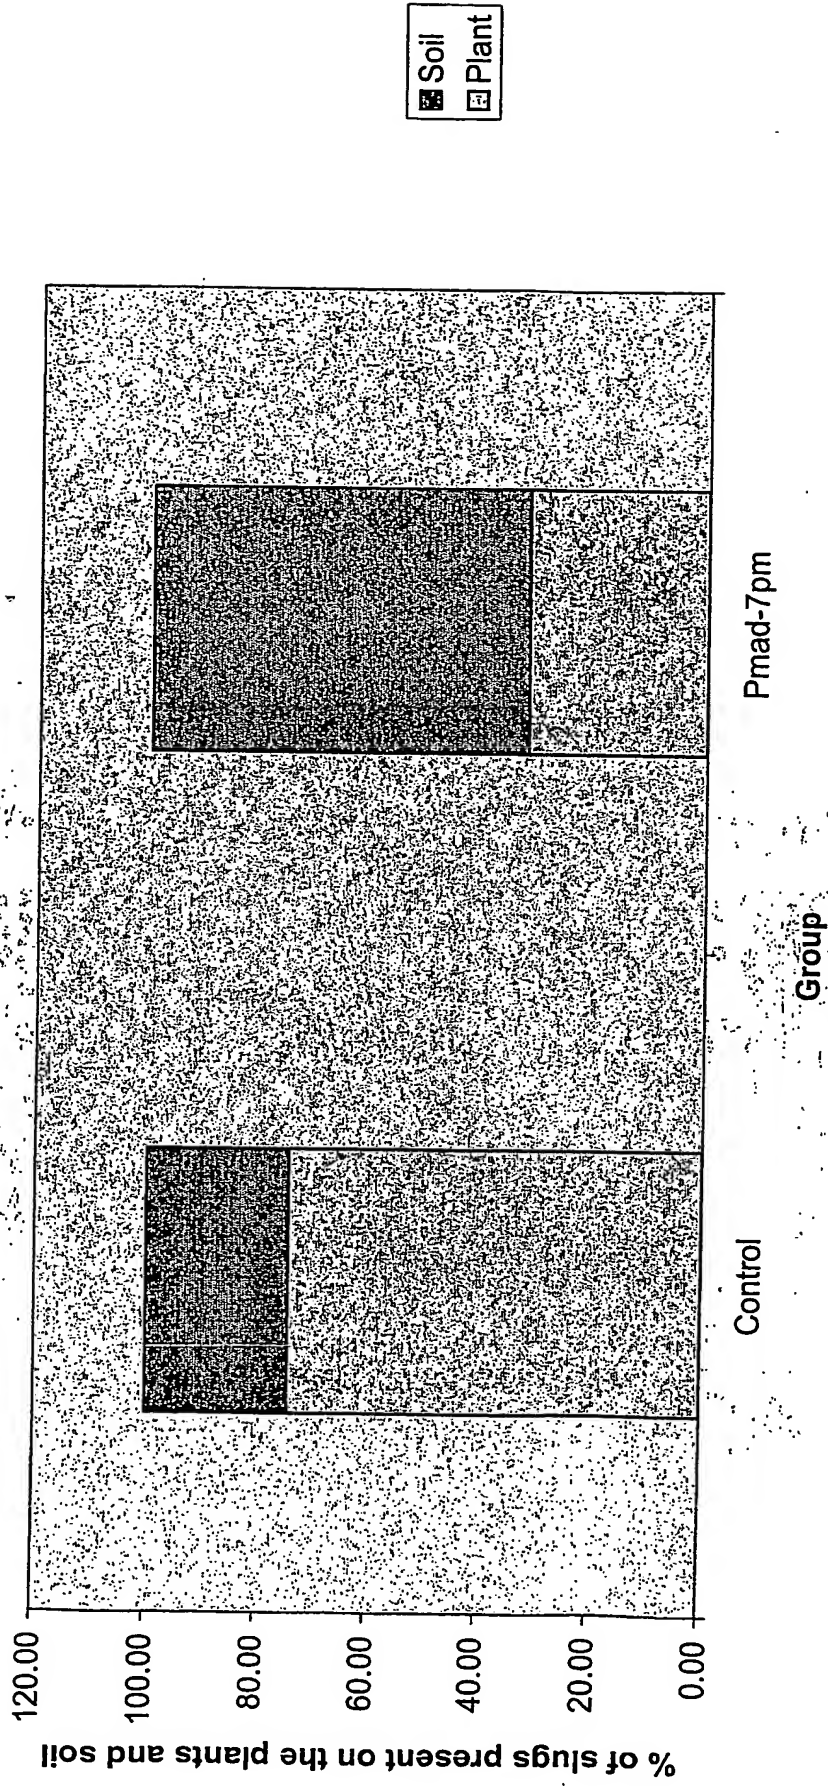 % of slugs present on the plants and soil
120.00
100.00
80.00
60.00
40.00
20.00
0.00
Control
Pmad-7pm
Group
Soil
Plant